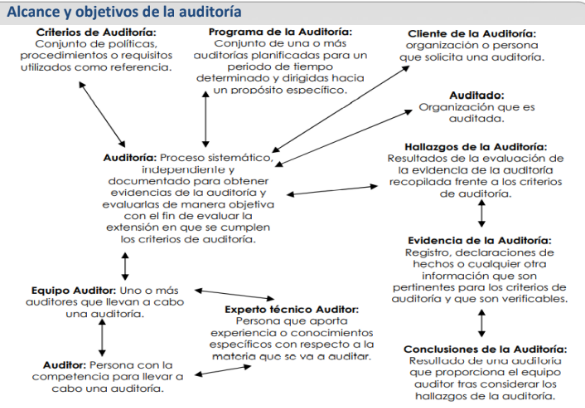 Alcance y objetivos de la auditoría
Criterios de Auditoría:
Conjunto de políticas,
procedimientos o requisitos
utilizados como referencia.
Programa de la Auditoría:
Conjunto de una o más
auditorías planificadas para un
periodo de tiempo
determinado y dirigidas hacia
un propósito específico.
Cliente de la Auditoría:
organización o persona
que solicita una auditoría.
Auditado:
Organización que es
auditada.
Auditoría: Proceso sistemático,
independiente y
documentado para obtener
evidencias de la auditoría y
evaluarlas de manera objetiva
con el fin de evaluar la
extensión en que se cumplen
los criterios de auditoría.
Hallazgos de la Auditoría:
Resultados de la evaluación de
la evidencia de la auditoría
recopilada frente a los criterios
de auditoría.
Evidencia de la Auditoría:
Registro, declaraciones de
hechos o cualquier otra
información que son
pertinentes para los criterios de
auditoría y que son verificables.
Equipo Auditor: Uno o más
auditores que llevan a cabo
una auditoría.
Experto técnico Auditor:
Persona que aporta
experiencia o conocimientos
específicos con respecto a la
materia que se va a auditar.
Auditor: Persona con la
competencia para llevar a
cabo una auditoría.
Conclusiones de la Auditoría:
Resultado de una auditoría
que proporciona el equipo
auditor tras considerar los
hallazgos de la auditoría.